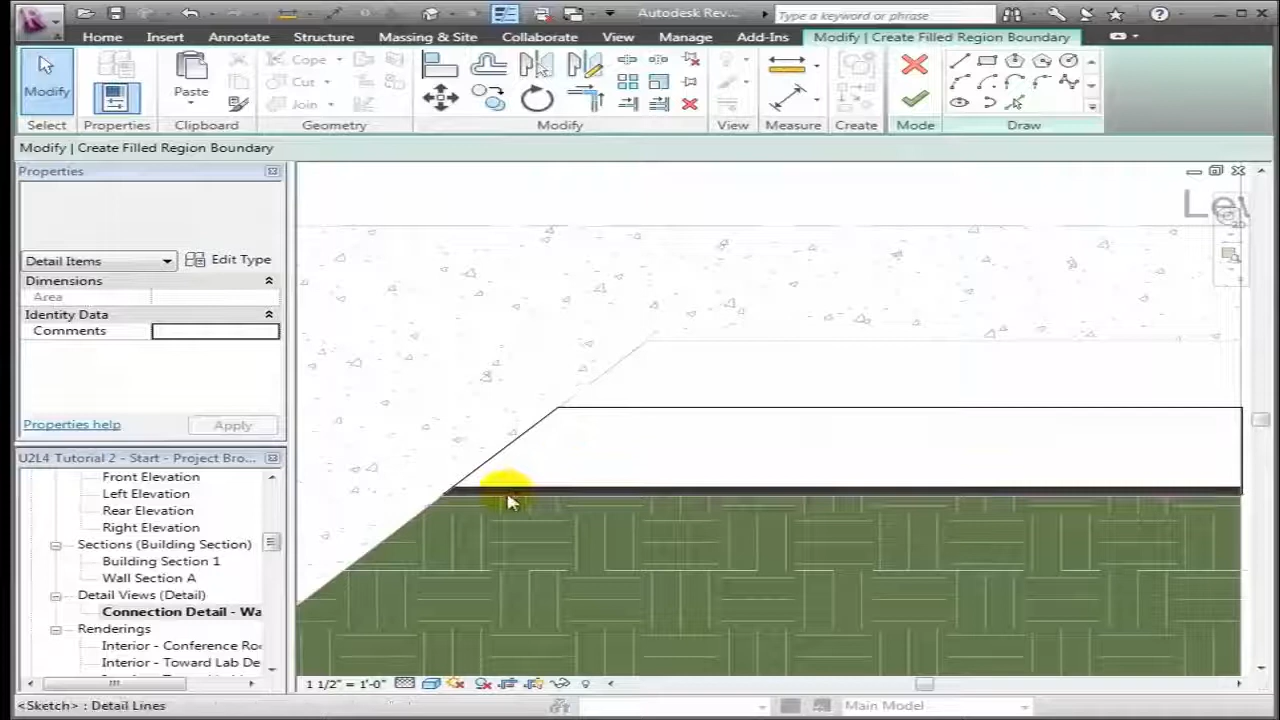 Autodesk Rev...
Type a keyword or phrase
Home Insert Annotate Structure Massing & Site Collaborate View Manage Add-Ins Modify | Create Filled Region Boundary
Modify
Paste
Cope
Cut
Join
Select Properties Clipboard Geometry Modify View Measure Create Mode Draw
Modify | Create Filled Region Boundary
Properties
Detail Items
Edit Type
Dimensions
Area
Identity Data
Comments
Properties help
Apply
U2L4 Tutorial 2 - Start - Project Bro...
Front Elevation
Left Elevation
Rear Elevation
Right Elevation
Sections (Building Section)
Building Section 1
Wall Section A
Detail Views (Detail)
Connection Detail - Wa
Renderings
Interior - Conference Ro
Interior - Toward Lab De
Lev
1 1/2" = 1'-0"
<Sketch> : Detail Lines
Main Model